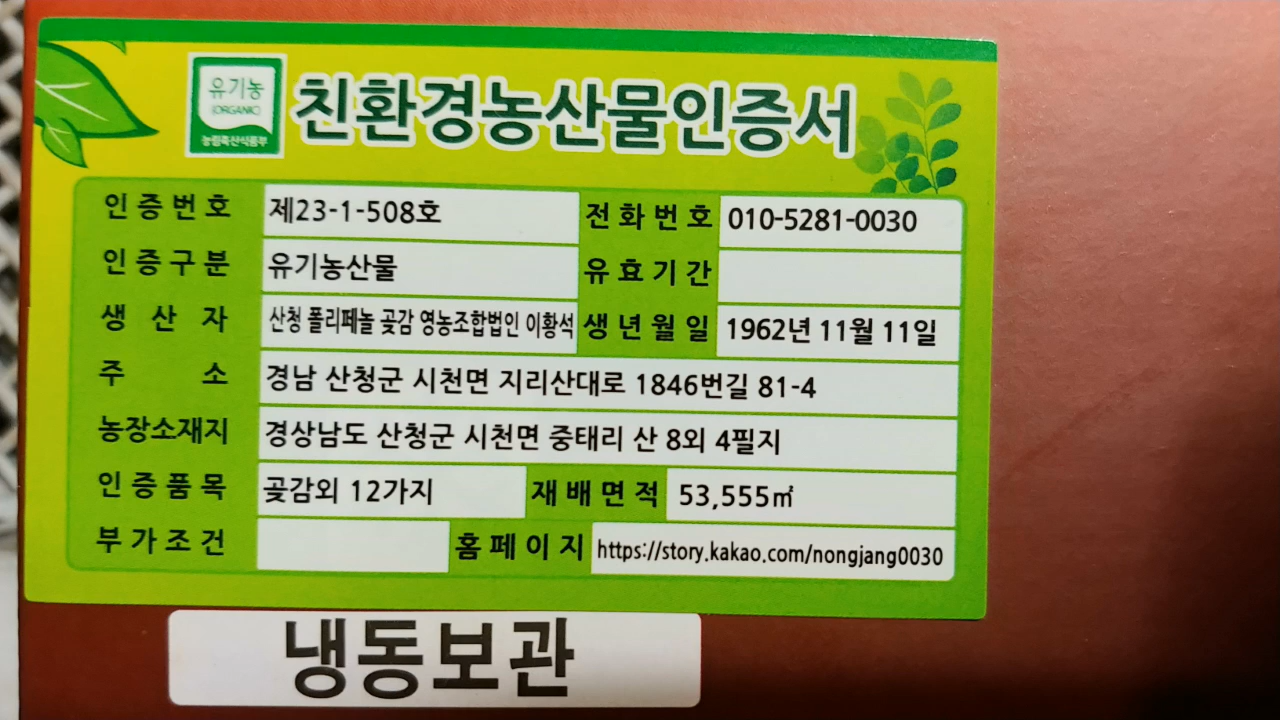 유기농
(ORGANIC)
농림축산식품부
친환경농산물인증서
인증번호 제23-1-508호 전화번호 010-5281-0030
인증구분 유기농산물 유효기간
생산자 산청 폴리페놀 곶감 영농조합법인 이황석 생년월일 1962년 11월 11일
주소 경남 산청군 시천면 지리산대로 1846번길 81-4
농장소재지 경상남도 산청군 시천면 중태리 산 8외 4필지
인증품목 곶감외 12가지 재배면적 53,555㎡
부가조건 홈페이지 https://story.kakao.com/nongjang0030
냉동보관